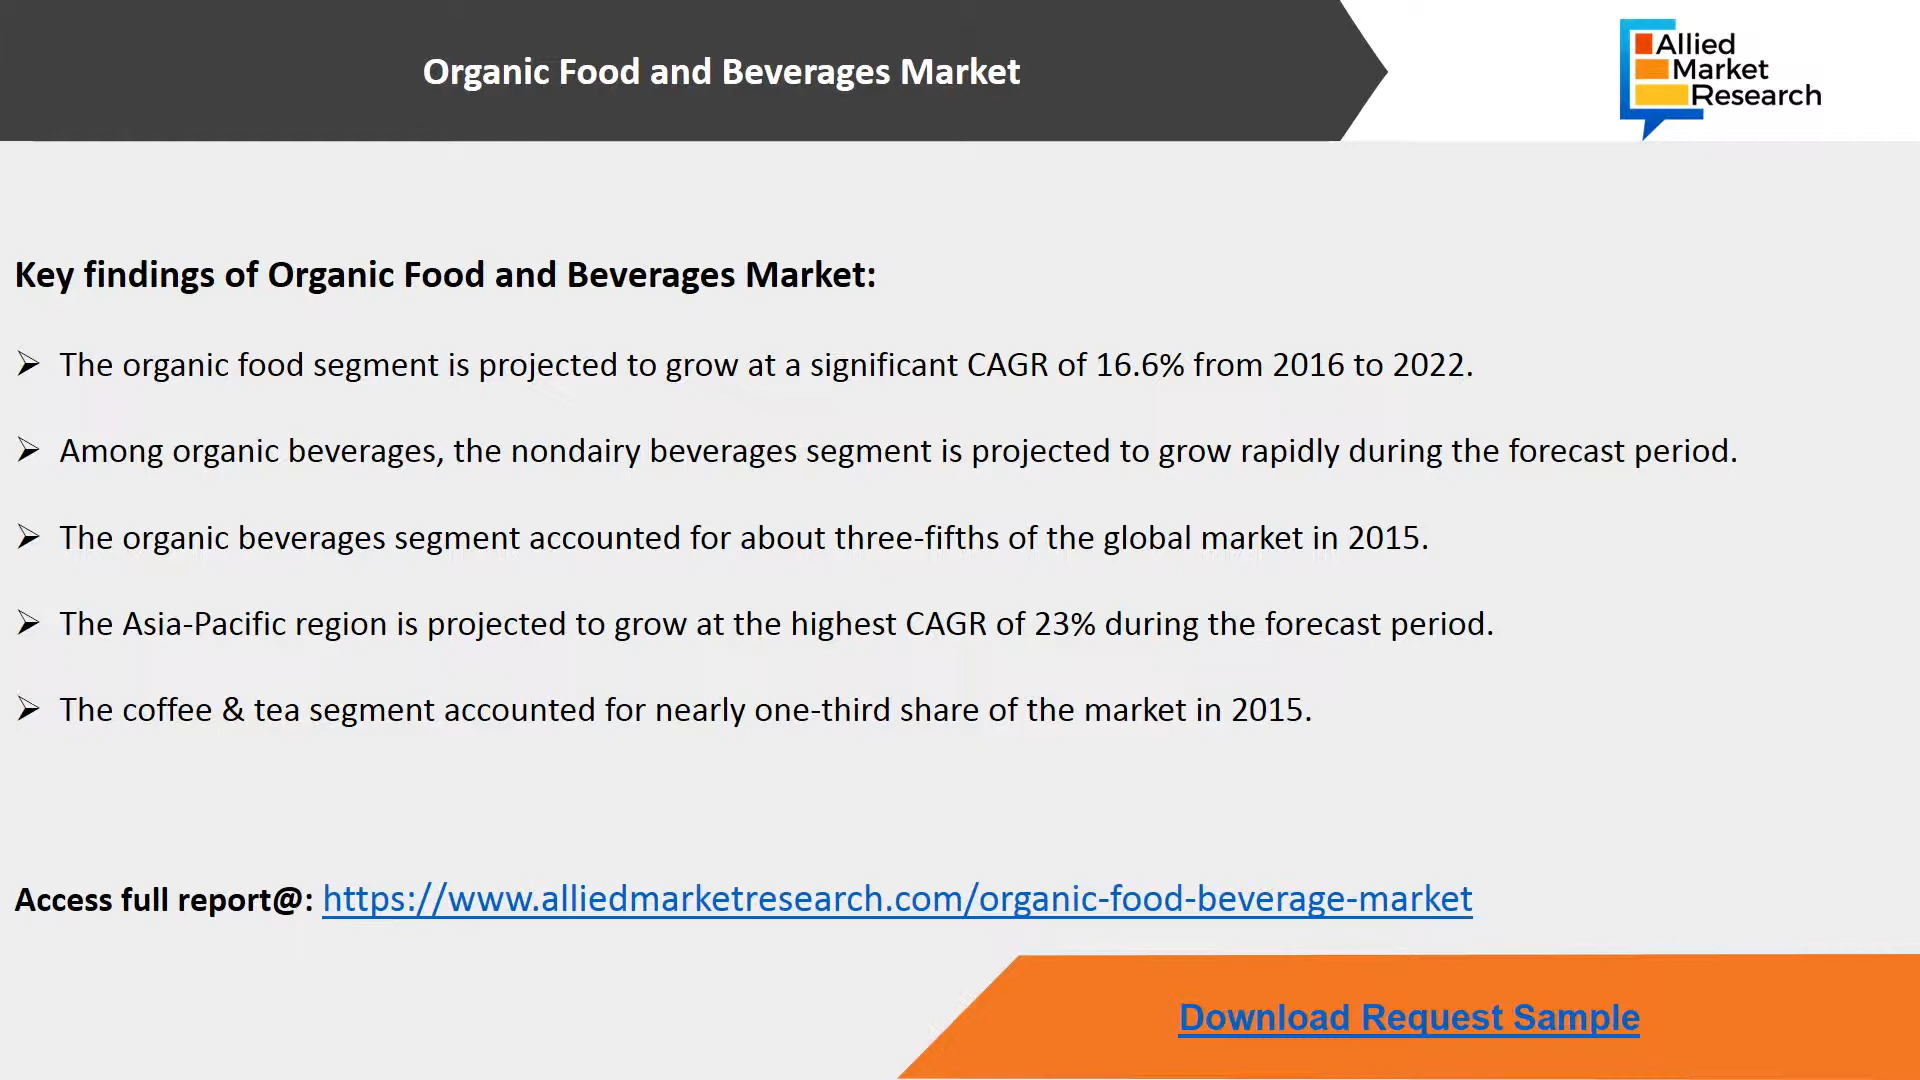 Organic Food and Beverages Market
Allied
Market
Research
Key findings of Organic Food and Beverages Market:
➢ The organic food segment is projected to grow at a significant CAGR of 16.6% from 2016 to 2022.
➢ Among organic beverages, the nondairy beverages segment is projected to grow rapidly during the forecast period.
➢ The organic beverages segment accounted for about three-fifths of the global market in 2015.
➢ The Asia-Pacific region is projected to grow at the highest CAGR of 23% during the forecast period.
➢ The coffee & tea segment accounted for nearly one-third share of the market in 2015.
Access full report@: https://www.alliedmarketresearch.com/organic-food-beverage-market
Download Request Sample